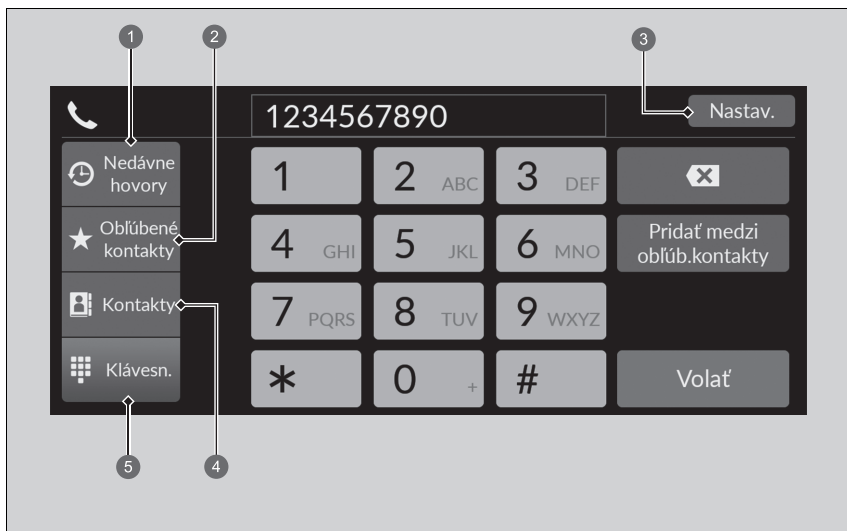 1
2
3
1234567890
Nastav.
Nedávne
hovory
Obľúbené
kontakty
Kontakty
Klávesn.
1
2 ABC
3 DEF
4 GHI
5 JKL
6 MNO
Pridať medzi
obľúb.kontakty
7 PQRS
8 TUV
9 WXYZ
*
0 +
#
Volať
5
4